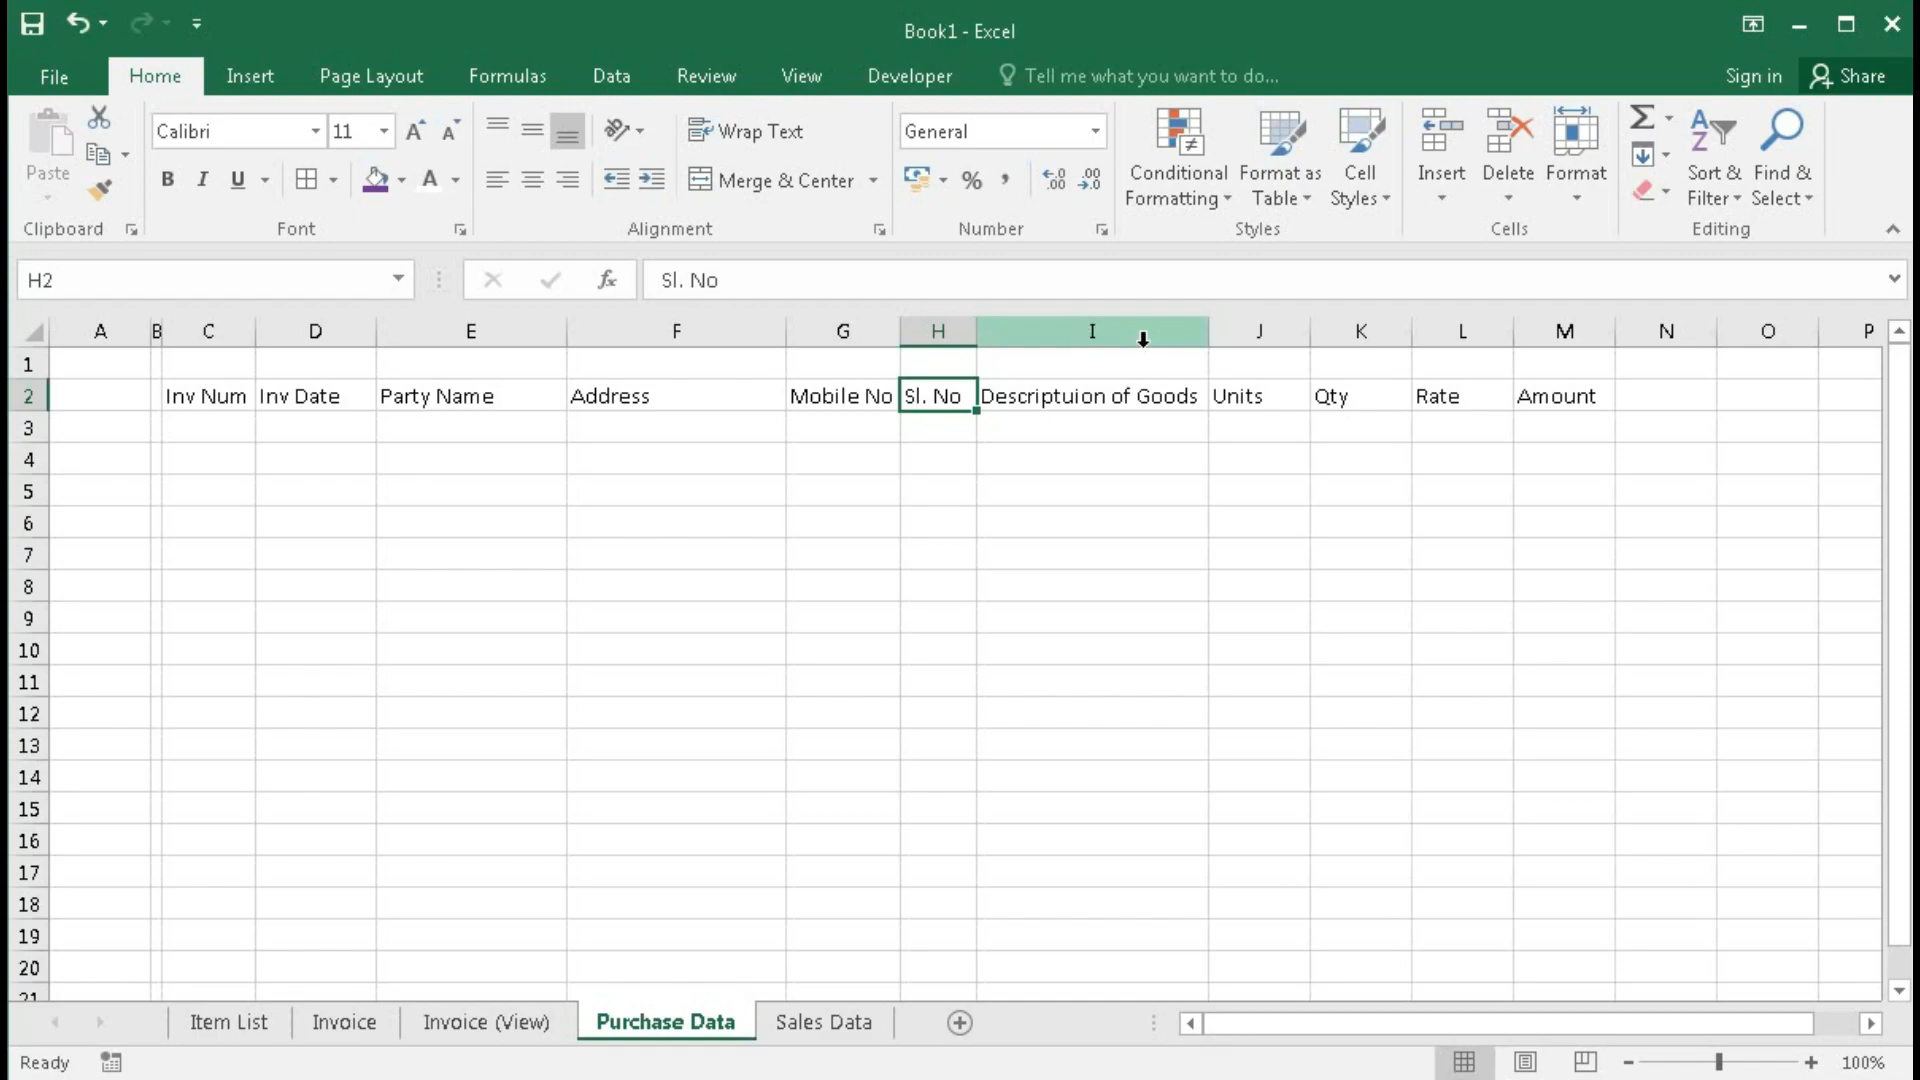 Book1 - Excel
File Home Insert Page Layout Formulas Data Review View Developer Tell me what you want to do... Sign in Share
Calibri 11 Wrap Text General
Paste B I U A Merge & Center % , .00 .00
Conditional Formatting Format as Table Cell Styles Insert Delete Format Sort & Filter Find & Select
Clipboard Font Alignment Number Styles Cells Editing
H2 fx Sl. No
A B C D E F G H I J K L M N O P
1
2 Inv Num Inv Date Party Name Address Mobile No Sl. No Descriptuion of Goods Units Qty Rate Amount
3
4
5
6
7
8
9
10
11
12
13
14
15
16
17
18
19
20
21
Item List Invoice Invoice (View) Purchase Data Sales Data
Ready 100%